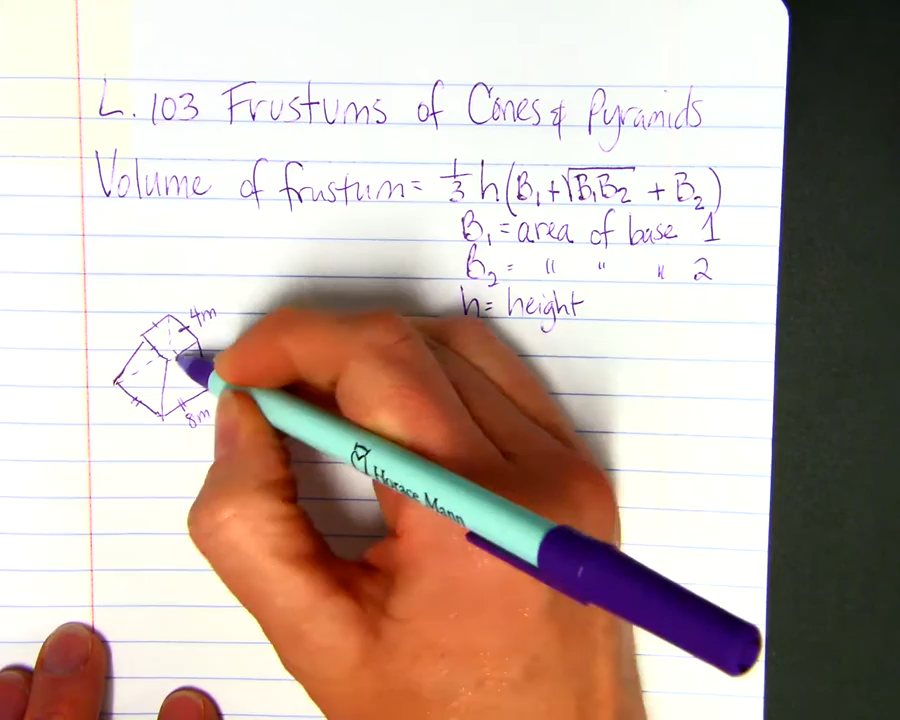 L. 103 Frustums of Cones & Pyramids
Volume of frustum = 1/3 h(B₁ + √B₁B₂ + B₂)
B₁ = area of base 1
B₂ = " " " 2
h = height
4m
8m
Horace Mann